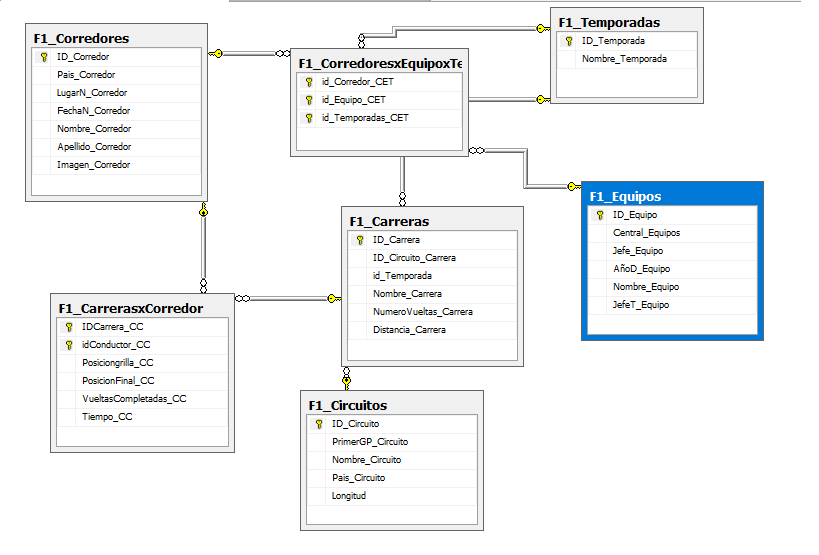 F1_Corredores
ID_Corredor
Pais_Corredor
LugarN_Corredor
FechaN_Corredor
Nombre_Corredor
Apellido_Corredor
Imagen_Corredor
F1_CorredoresxEquipoxTe
id_Corredor_CET
id_Equipo_CET
id_Temporadas_CET
F1_Temporadas
ID_Temporada
Nombre_Temporada
F1_Equipos
ID_Equipo
Central_Equipos
Jefe_Equipo
AñoD_Equipo
Nombre_Equipo
JefeT_Equipo
F1_Carreras
ID_Carrera
ID_Circuito_Carrera
id_Temporada
Nombre_Carrera
NumeroVueltas_Carrera
Distancia_Carrera
F1_CarrerasxCorredor
IDCarrera_CC
idConductor_CC
Posiciongrilla_CC
PosicionFinal_CC
VueltasCompletadas_CC
Tiempo_CC
F1_Circuitos
ID_Circuito
PrimerGP_Circuito
Nombre_Circuito
Pais_Circuito
Longitud